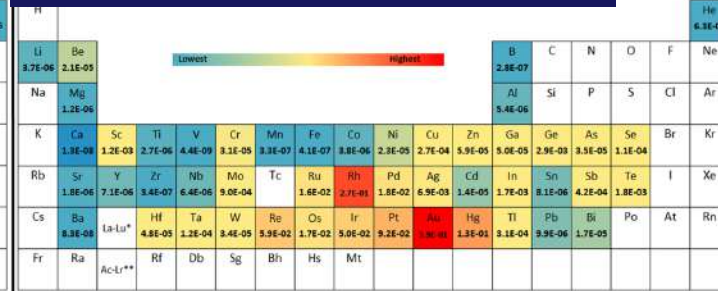 H He
6.3E-0
Li Be Lowest Highest B C N O F Ne
3.7E-06 2.1E-05 2.8E-07
Na Mg Al Si P S Cl Ar
1.2E-06 5.4E-06
K Ca Sc Ti V Cr Mn Fe Co Ni Cu Zn Ga Ge As Se Br Kr
1.3E-08 1.2E-03 2.7E-06 4.4E-09 3.1E-05 3.3E-07 4.1E-07 3.8E-06 2.3E-05 2.7E-04 5.9E-05 5.0E-05 2.9E-03 3.5E-05 1.1E-04
Rb Sr Y Zr Nb Mo Tc Ru Rh Pd Ag Cd In Sn Sb Te I Xe
1.8E-06 7.1E-06 3.4E-07 6.4E-06 9.0E-04 1.6E-02 2.7E-01 1.8E-02 6.9E-03 1.4E-05 1.7E-03 8.1E-06 4.2E-04 1.8E-03
Cs Ba La-Lu* Hf Ta W Re Os Ir Pt Au Hg Tl Pb Bi Po At Rn
8.3E-08 4.8E-05 1.2E-04 3.4E-05 5.9E-02 1.7E-02 5.0E-02 9.2E-02 1.3E-01 3.1E-04 9.9E-06 1.7E-05
Fr Ra Ac-Lr** Rf Db Sg Bh Hs Mt